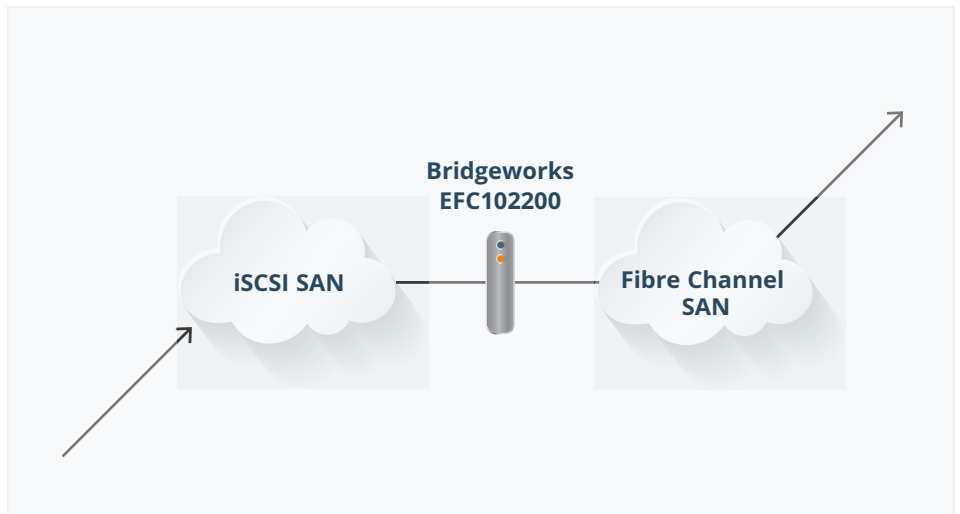 Bridgeworks
EFC102200
iSCSI SAN
Fibre Channel
SAN